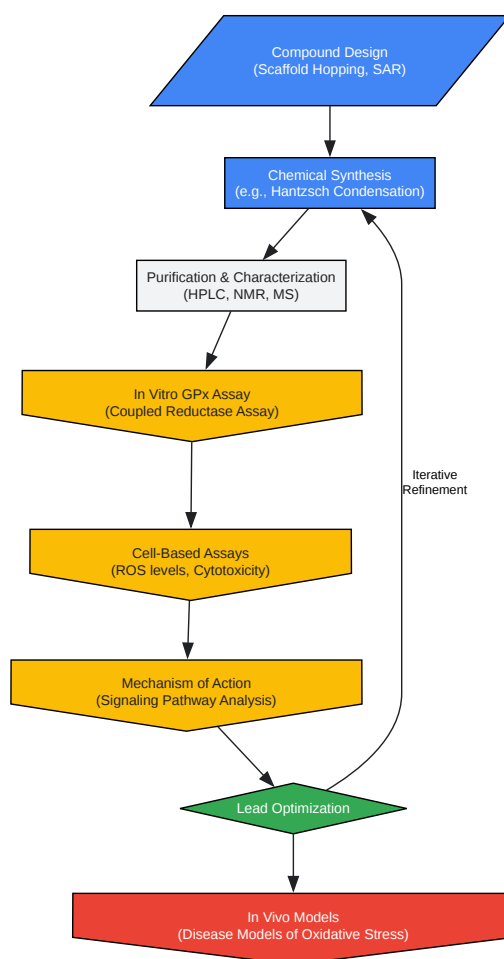 Compound Design
(Scaffold Hopping, SAR)
Chemical Synthesis
(e.g., Hantzsch Condensation)
Purification & Characterization
(HPLC, NMR, MS)
In Vitro GPx Assay
(Coupled Reductase Assay)
Iterative
Refinement
Cell-Based Assays
(ROS levels, Cytotoxicity)
Mechanism of Action
(Signaling Pathway Analysis)
Lead Optimization
In Vivo Models
(Disease Models of Oxidative Stress)